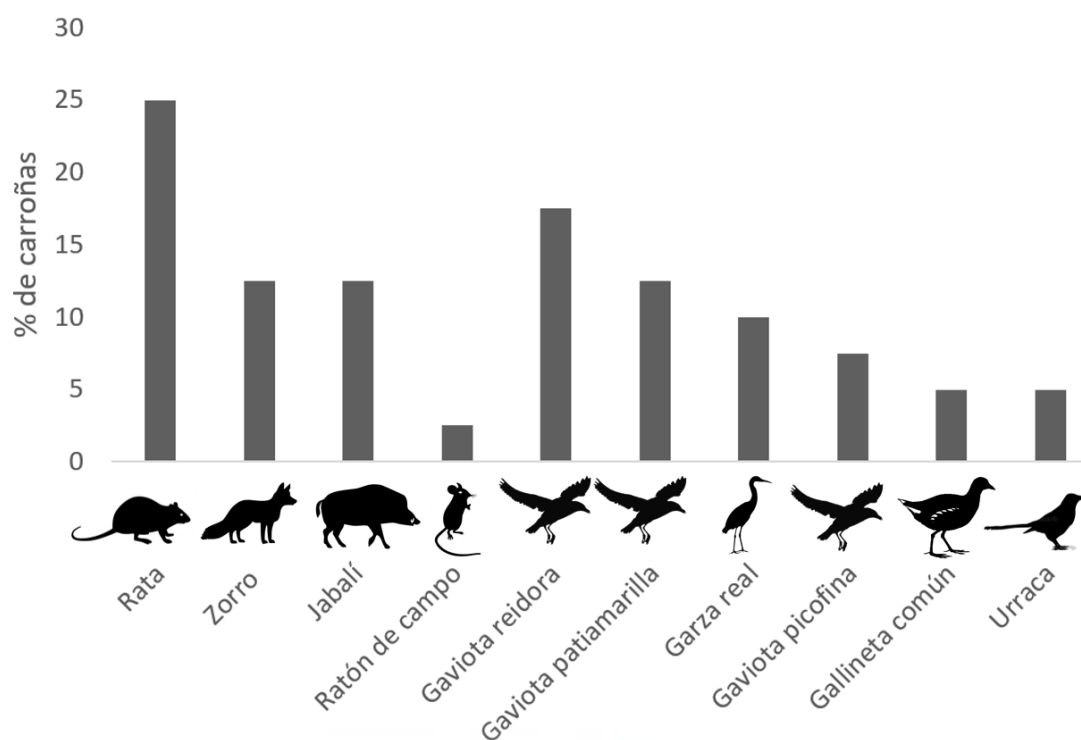 % de carroñas
30
25
20
15
10
5
0
Rata
Zorro
Jabalí
Ratón de campo
Gaviota reidora
Gaviota patiamarilla
Garza real
Gaviota picofina
Gallineta común
Urraca